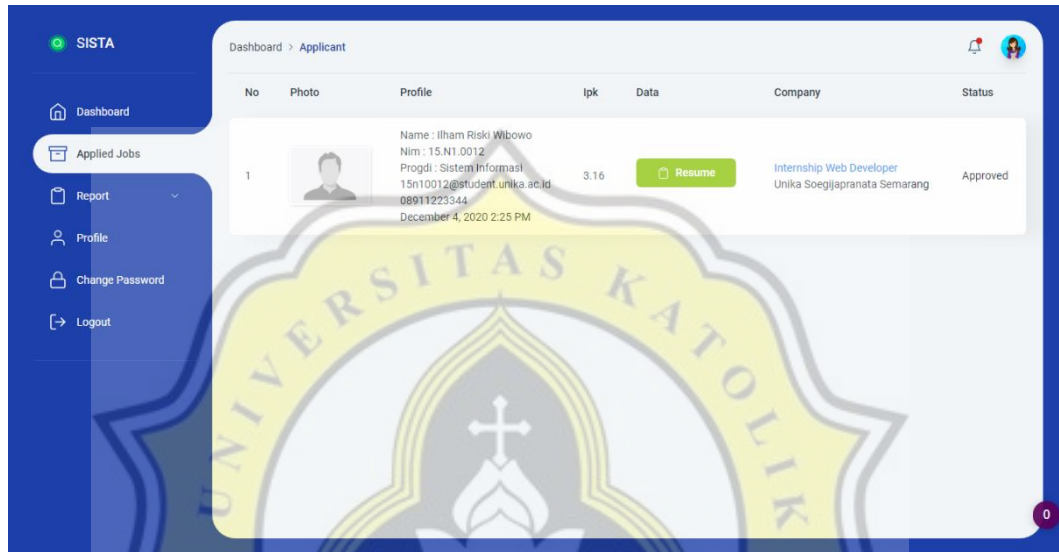 SISTA
Dashboard > Applicant
Dashboard
Applied Jobs
Report
Profile
Change Password
Logout
No Photo Profile Ipk Data Company Status
1
Name : Ilham Riski Wibowo
Nim : 15.N1.0012
Progdi : Sistem Informasi
15n10012@student.unika.ac.id
08911223344
December 4, 2020 2:25 PM
3.16
Resume
Internship Web Developer
Unika Soegijapranata Semarang
Approved
UNIVERSITAS KATOLIK
0